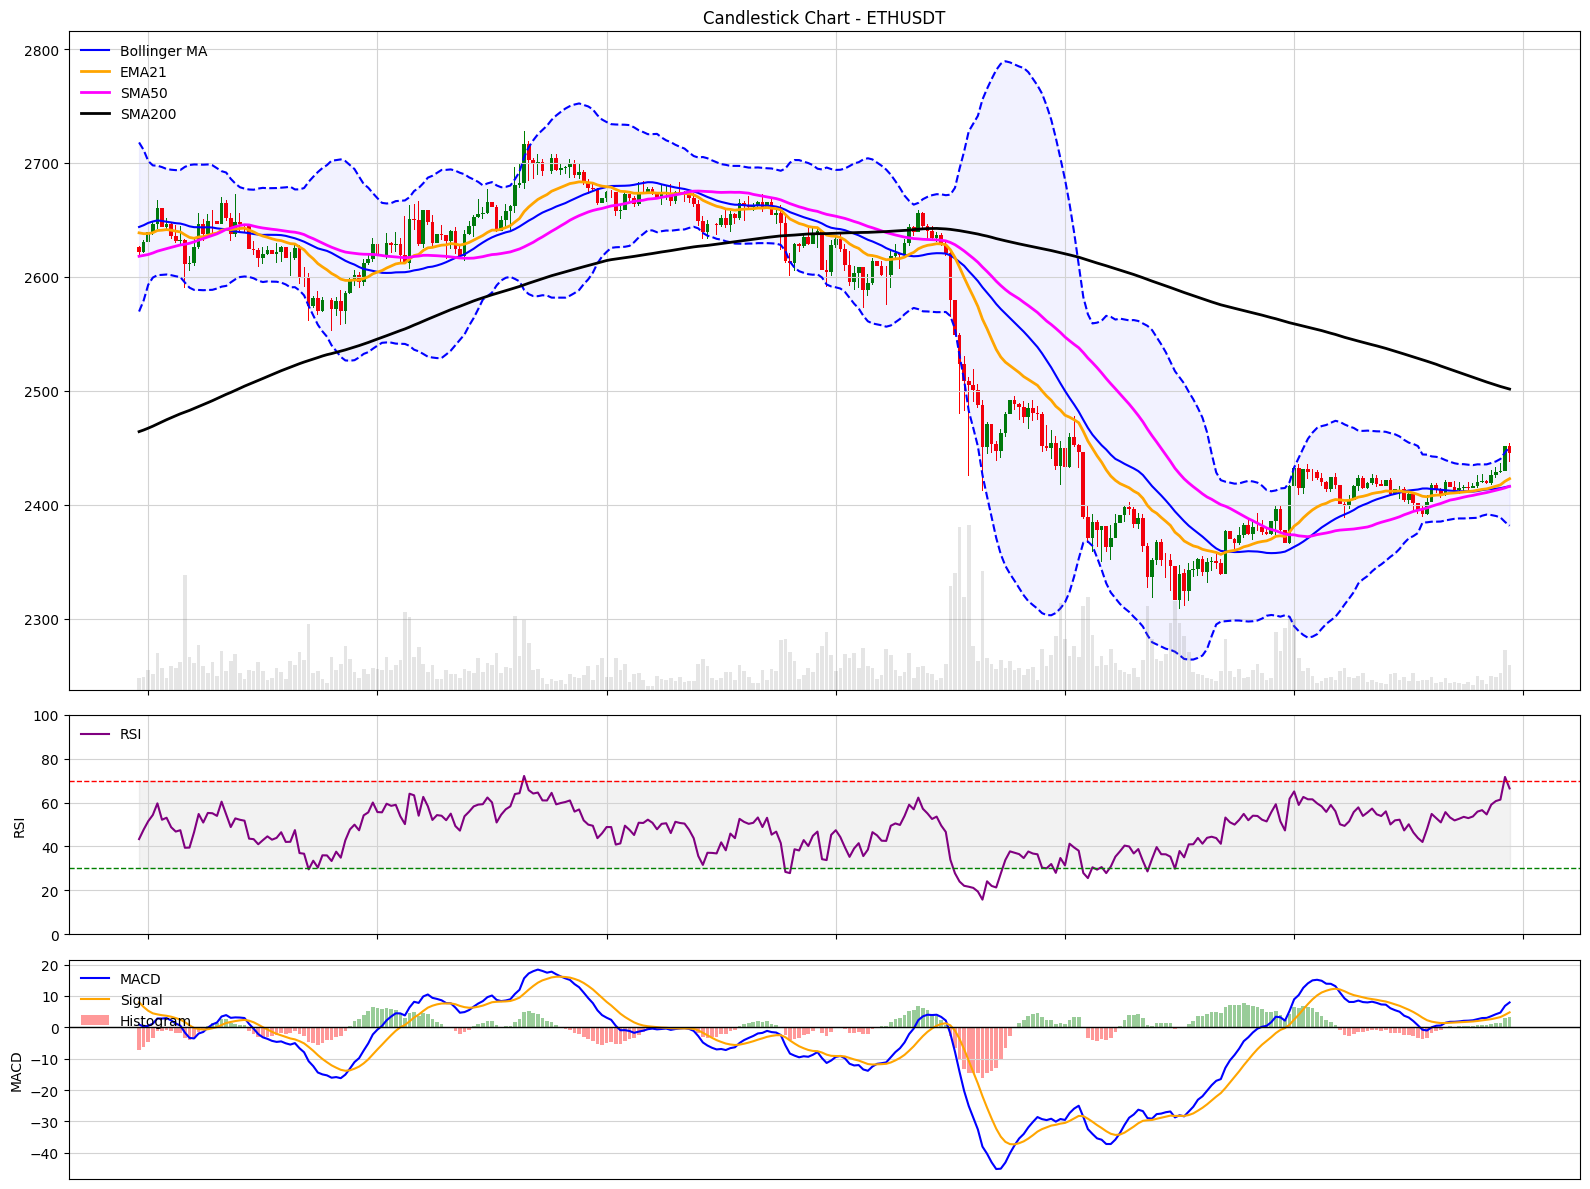 Candlestick Chart - ETHUSDT
Bollinger MA
EMA21
SMA50
SMA200
2800
2700
2600
2500
2400
2300
RSI
100
80
60
40
20
0
RSI
MACD
Signal
Histogram
20
10
0
−10
−20
−30
−40
MACD